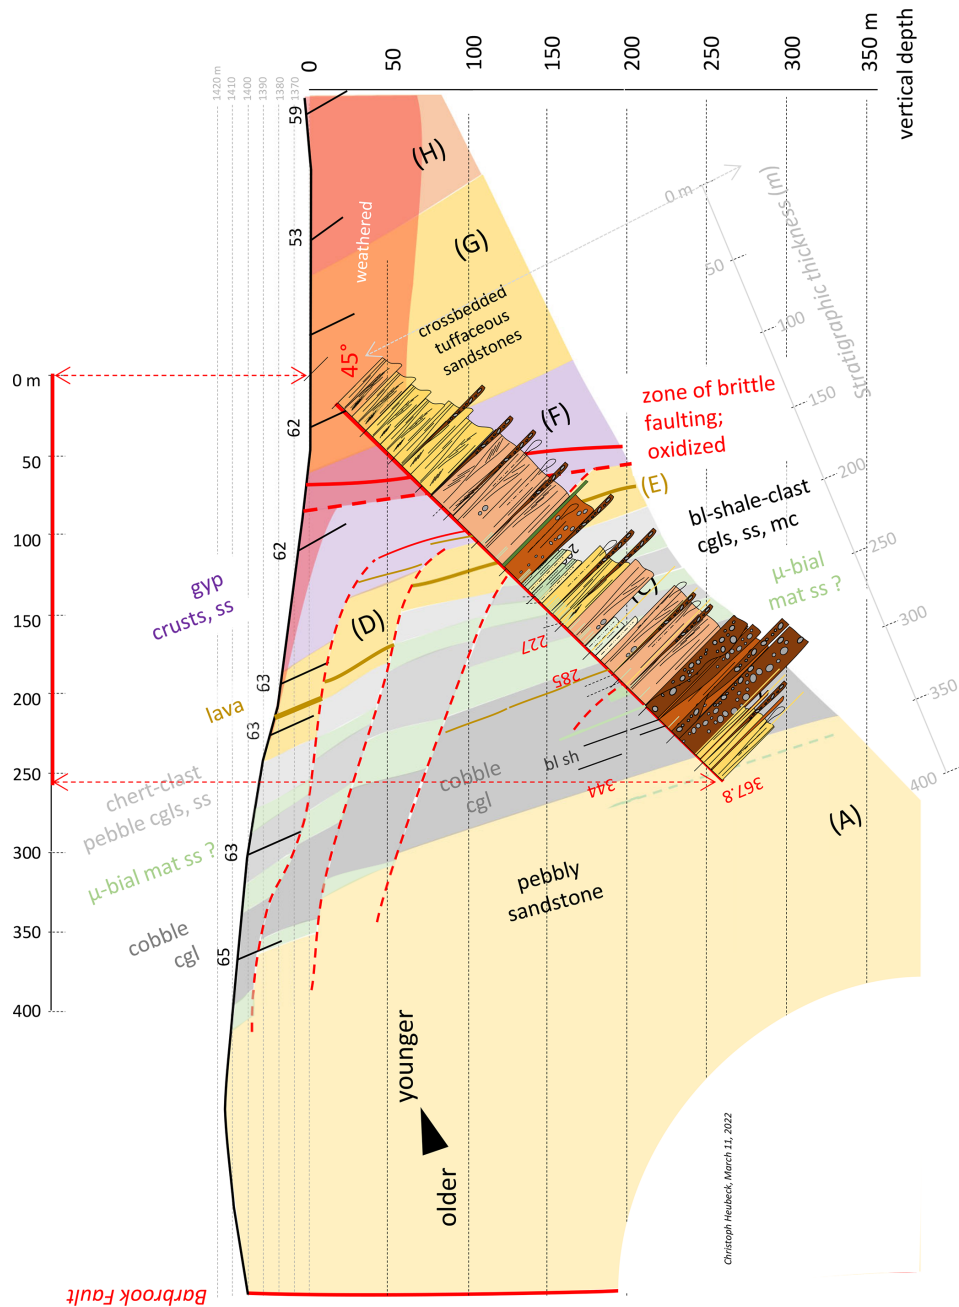 1420 m
1410
1400
1390
1380
1370
0
50
100
150
200
250
300
350 m
vertical depth
59
53
62
62
63
63
63
65
(H)
(G)
weathered
crossbedded
tuffaceous
sandstones
45°
(F)
zone of brittle
faulting;
oxidized
(E)
bl-shale-clast
cgls, ss, mc
μ-bial
mat ss ?
0 m
50
100
150
200
250
300
350
400
Stratigraphic thickness (m)
0 m
50
100
150
200
250
300
350
400
gyp
crusts, ss
(D)
lava
chert-clast
pebble cgls, ss
μ-bial mat ss ?
cobble
cgl
227
285
344
367.8
bl sh
cobble
cgl
(A)
pebbly
sandstone
younger
older
Christoph Heubeck, March 11, 2022
Barbrook Fault